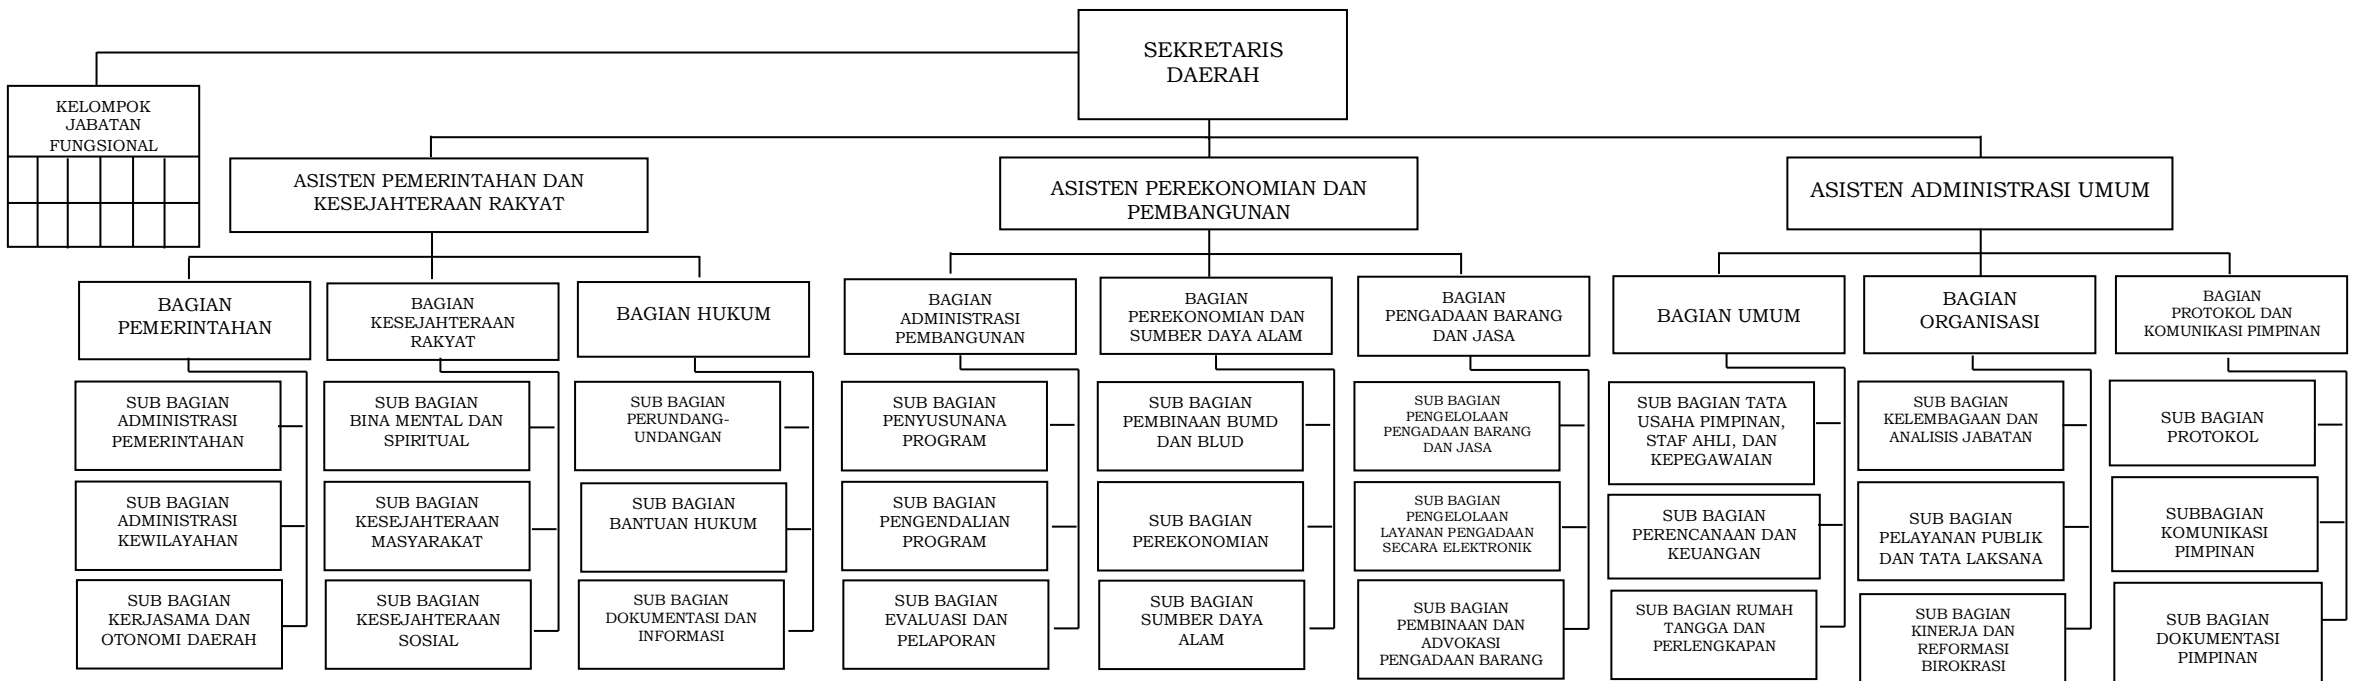 SEKRETARIS
DAERAH
KELOMPOK
JABATAN
FUNGSIONAL
ASISTEN PEMERINTAHAN DAN
KESEJAHTERAAN RAKYAT
ASISTEN PEREKONOMIAN DAN
PEMBANGUNAN
ASISTEN ADMINISTRASI UMUM
BAGIAN
PEMERINTAHAN
BAGIAN
KESEJAHTERAAN
RAKYAT
BAGIAN HUKUM
BAGIAN
ADMINISTRASI
PEMBANGUNAN
BAGIAN
PEREKONOMIAN DAN
SUMBER DAYA ALAM
BAGIAN
PENGADAAN BARANG
DAN JASA
BAGIAN UMUM
BAGIAN
ORGANISASI
BAGIAN
PROTOKOL DAN
KOMUNIKASI PIMPINAN
SUB BAGIAN
ADMINISTRASI
PEMERINTAHAN
SUB BAGIAN
BINA MENTAL DAN
SPIRITUAL
SUB BAGIAN
PERUNDANG-
UNDANGAN
SUB BAGIAN
PENYUSUNANA
PROGRAM
SUB BAGIAN
PEMBINAAN BUMD
DAN BLUD
SUB BAGIAN
PENGELOLAAN
PENGADAAN BARANG
DAN JASA
SUB BAGIAN TATA
USAHA PIMPINAN,
STAF AHLI, DAN
KEPEGAWAIAN
SUB BAGIAN
KELEMBAGAAN DAN
ANALISIS JABATAN
SUB BAGIAN
PROTOKOL
SUB BAGIAN
ADMINISTRASI
KEWILAYAHAN
SUB BAGIAN
KESEJAHTERAAN
MASYARAKAT
SUB BAGIAN
BANTUAN HUKUM
SUB BAGIAN
PENGENDALIAN
PROGRAM
SUB BAGIAN
PEREKONOMIAN
SUB BAGIAN
PENGELOLAAN
LAYANAN PENGADAAN
SECARA ELEKTRONIK
SUB BAGIAN
PERENCANAAN DAN
KEUANGAN
SUB BAGIAN
PELAYANAN PUBLIK
DAN TATA LAKSANA
SUBBAGIAN
KOMUNIKASI
PIMPINAN
SUB BAGIAN
KERJASAMA DAN
OTONOMI DAERAH
SUB BAGIAN
KESEJAHTERAAN
SOSIAL
SUB BAGIAN
DOKUMENTASI DAN
INFORMASI
SUB BAGIAN
EVALUASI DAN
PELAPORAN
SUB BAGIAN
SUMBER DAYA
ALAM
SUB BAGIAN
PEMBINAAN DAN
ADVOKASI
PENGADAAN BARANG
SUB BAGIAN RUMAH
TANGGA DAN
PERLENGKAPAN
SUB BAGIAN
KINERJA DAN
REFORMASI
BIROKRASI
SUB BAGIAN
DOKUMENTASI
PIMPINAN